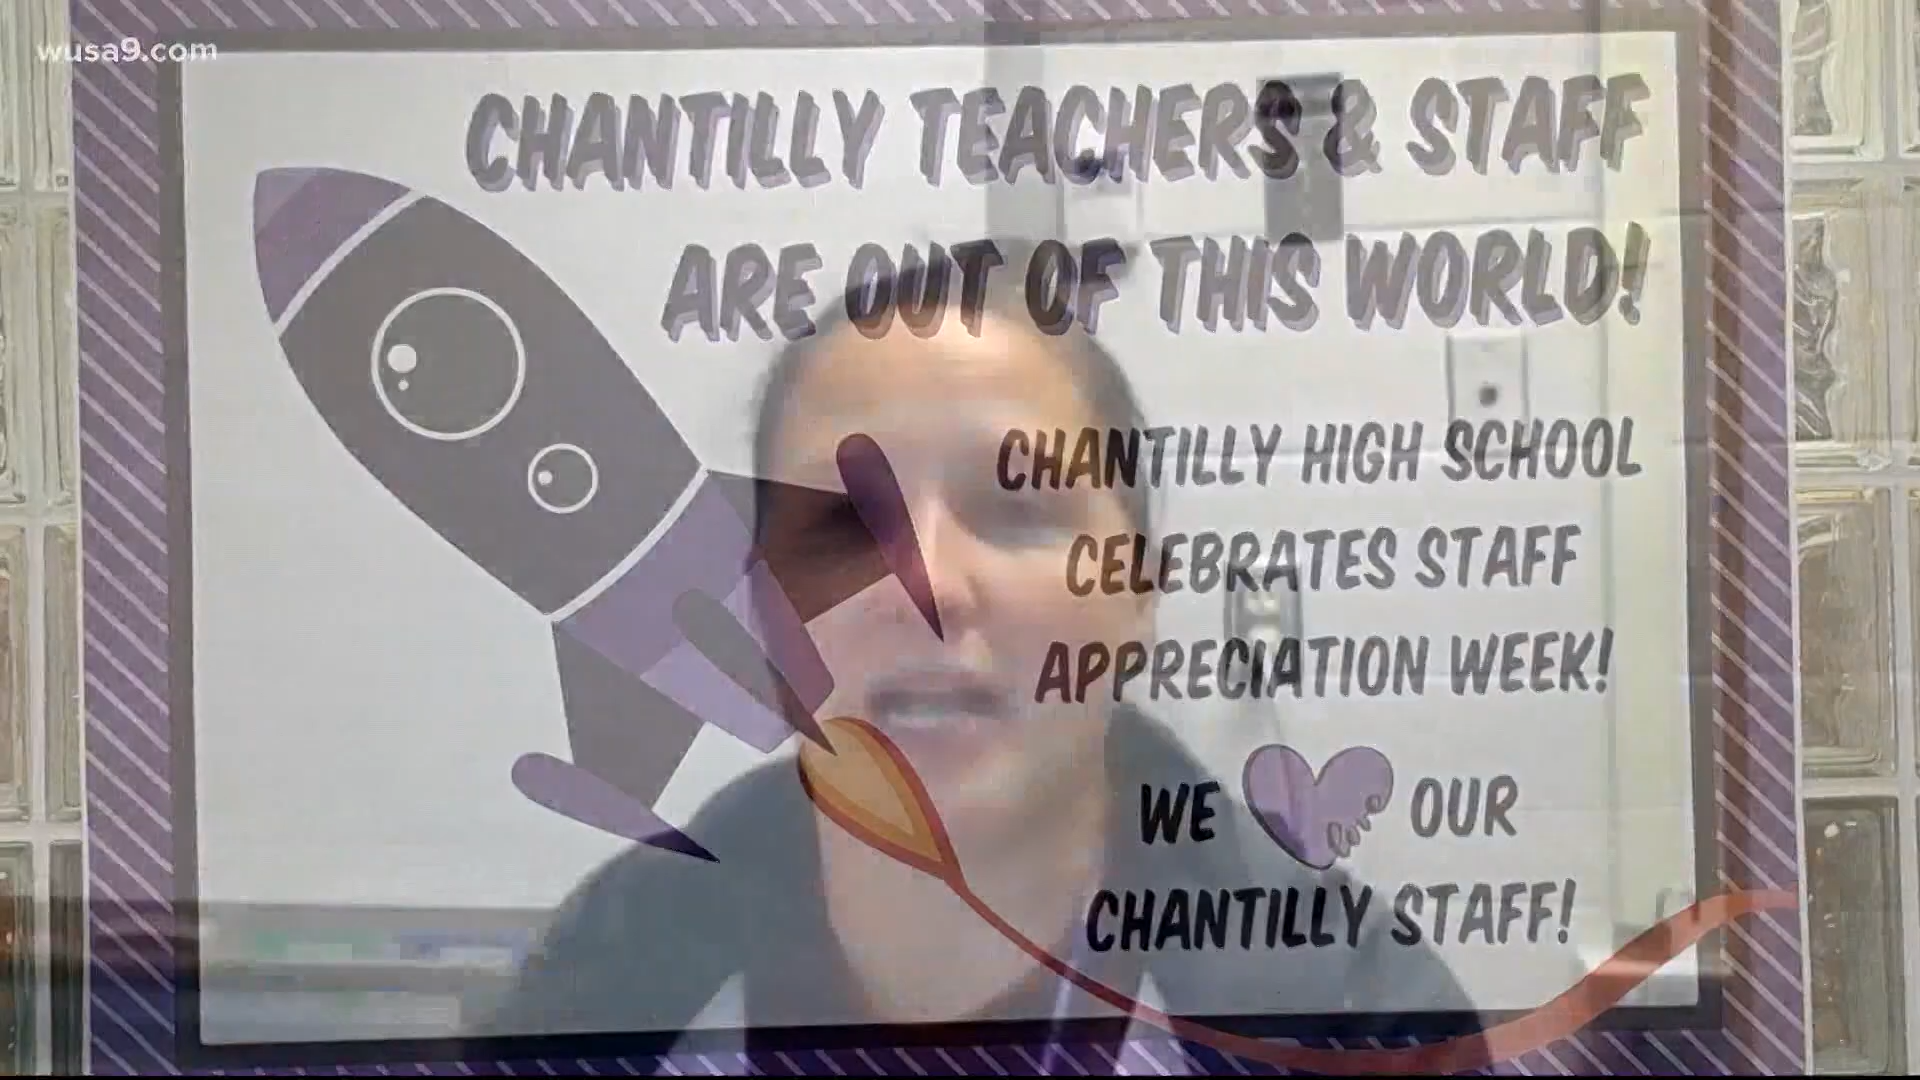 wusa9.com
CHANTILLY TEACHERS & STAFF
ARE OUT OF THIS WORLD!
CHANTILLY HIGH SCHOOL
CELEBRATES STAFF
APPRECIATION WEEK!
WE love OUR
CHANTILLY STAFF!